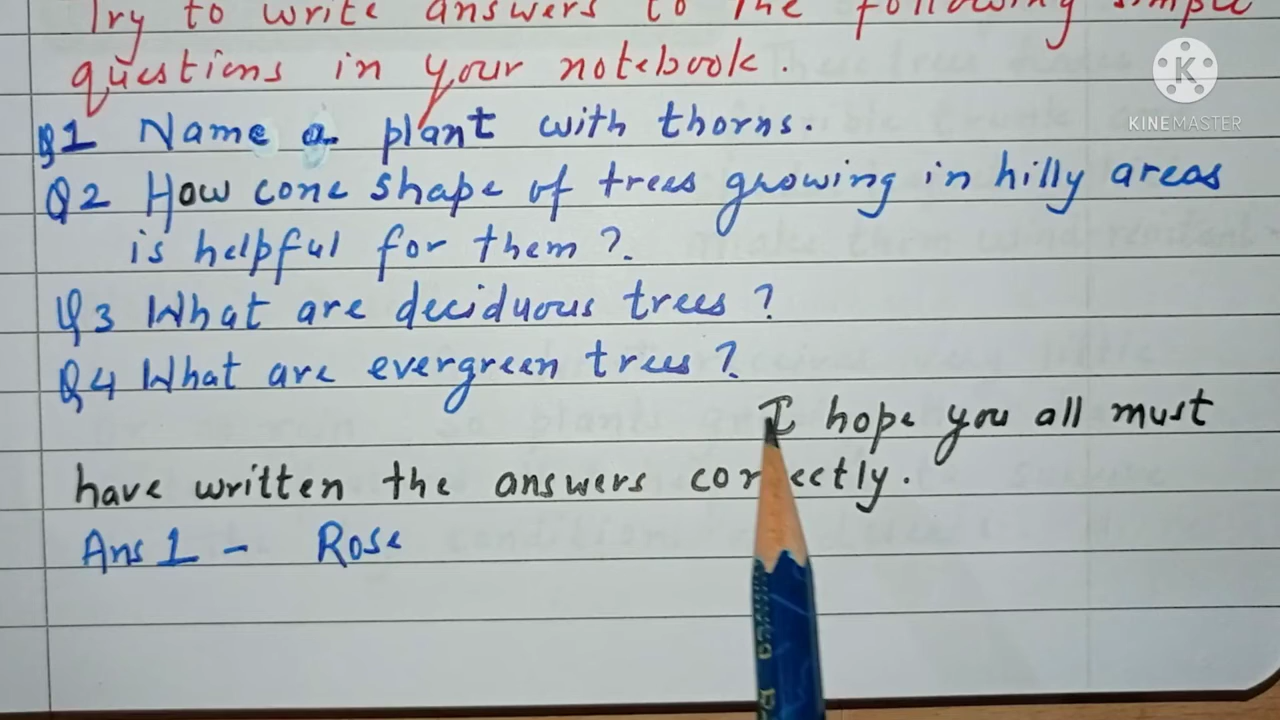 Try to write answers to the following simple
questions in your notebook.
Q1 Name a plant with thorns.
Q2 How cone shape of trees growing in hilly areas
is helpful for them?
Q3 What are deciduous trees?
Q4 What are evergreen trees?
I hope you all must
have written the answers correctly.
Ans 1 - Rose
KINEMASTER